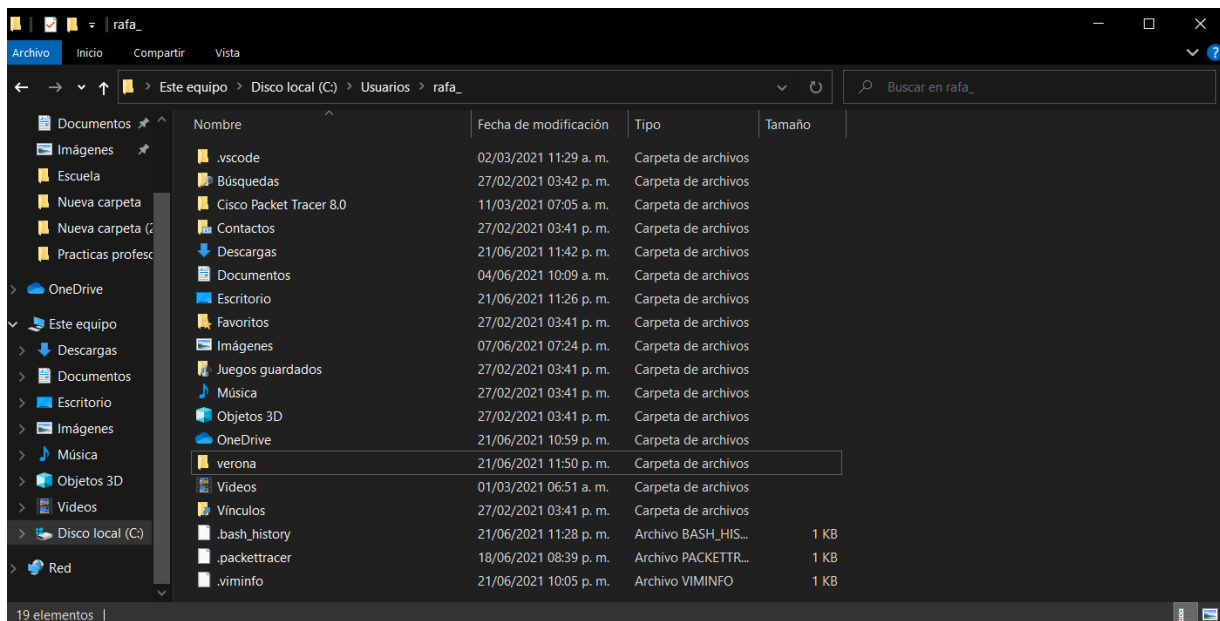 rafa_
Archivo Inicio Compartir Vista
Este equipo > Disco local (C:) > Usuarios > rafa_
Buscar en rafa_
Documentos
Imágenes
Escuela
Nueva carpeta
Nueva carpeta (2
Practicas profesc
OneDrive
Este equipo
Descargas
Documentos
Escritorio
Imágenes
Música
Objetos 3D
Videos
Disco local (C:)
Red
Nombre Fecha de modificación Tipo Tamaño
.vscode 02/03/2021 11:29 a. m. Carpeta de archivos
Búsquedas 27/02/2021 03:42 p. m. Carpeta de archivos
Cisco Packet Tracer 8.0 11/03/2021 07:05 a. m. Carpeta de archivos
Contactos 27/02/2021 03:41 p. m. Carpeta de archivos
Descargas 21/06/2021 11:42 p. m. Carpeta de archivos
Documentos 04/06/2021 10:09 a. m. Carpeta de archivos
Escritorio 21/06/2021 11:26 p. m. Carpeta de archivos
Favoritos 27/02/2021 03:41 p. m. Carpeta de archivos
Imágenes 07/06/2021 07:24 p. m. Carpeta de archivos
Juegos guardados 27/02/2021 03:41 p. m. Carpeta de archivos
Música 27/02/2021 03:41 p. m. Carpeta de archivos
Objetos 3D 27/02/2021 03:41 p. m. Carpeta de archivos
OneDrive 21/06/2021 10:59 p. m. Carpeta de archivos
verona 21/06/2021 11:50 p. m. Carpeta de archivos
Videos 01/03/2021 06:51 a. m. Carpeta de archivos
Vínculos 27/02/2021 03:41 p. m. Carpeta de archivos
.bash_history 21/06/2021 11:28 p. m. Archivo BASH_HIS... 1 KB
.packettracer 18/06/2021 08:39 p. m. Archivo PACKETTR... 1 KB
.viminfo 21/06/2021 10:05 p. m. Archivo VIMINFO 1 KB
19 elementos